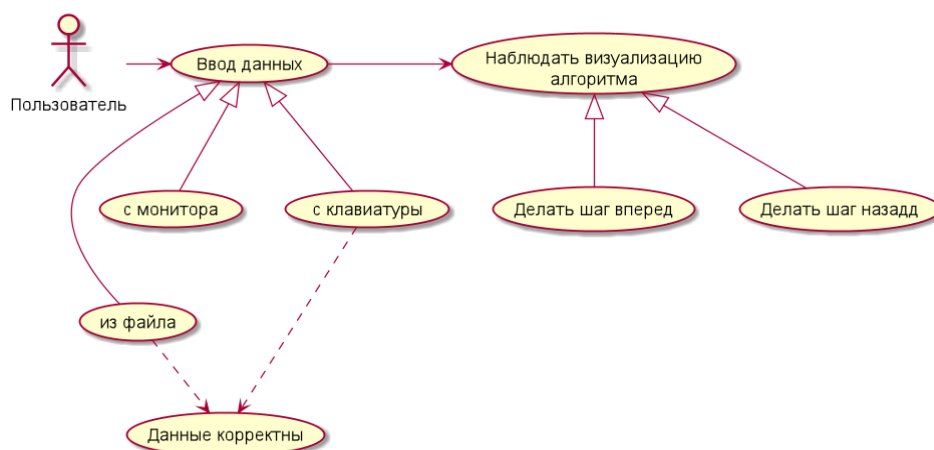 Пользователь
Ввод данных
Наблюдать визуализацию
алгоритма
с монитора
с клавиатуры
Делать шаг вперед
Делать шаг назадд
из файла
Данные корректны